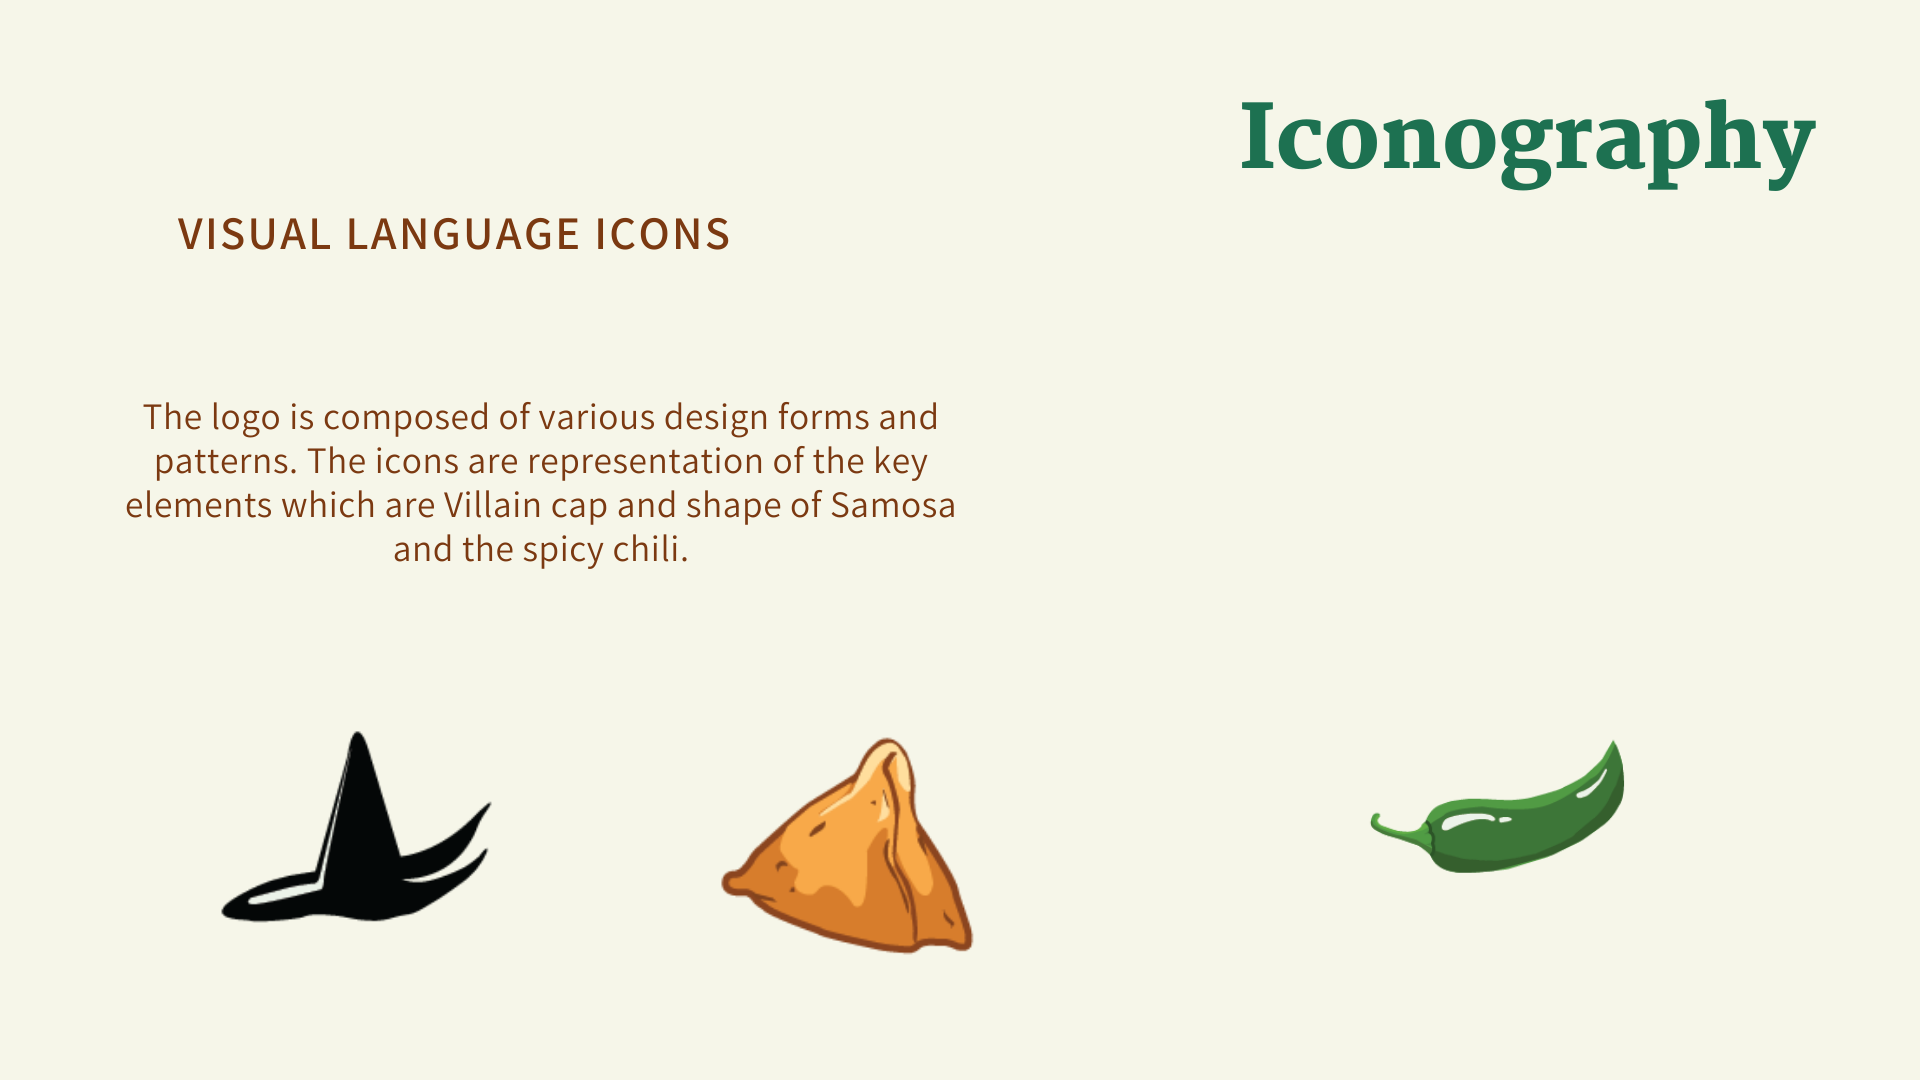 Iconography
VISUAL LANGUAGE ICONS
The logo is composed of various design forms and
patterns. The icons are representation of the key
elements which are Villain cap and shape of Samosa
and the spicy chili.